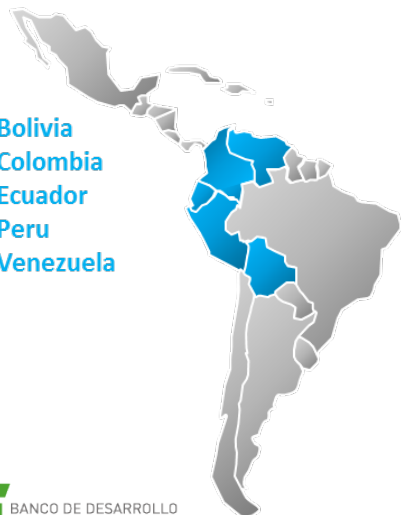 Bolivia
Colombia
Ecuador
Peru
Venezuela
BANCO DE DESARROLLO